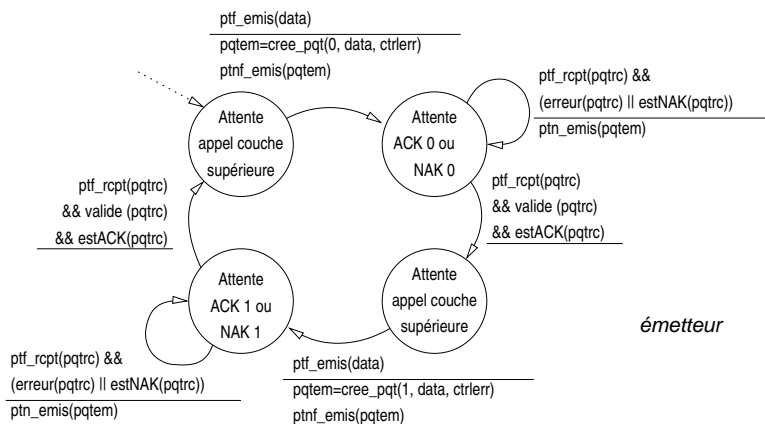 ptf_emis(data)
pqtem=cree_pqt(0, data, ctrlerr)
ptnf_emis(pqtem)
Attente
appel couche
supérieure
Attente
ACK 0 ou
NAK 0
ptf_rcpt(pqtrc) &&
(erreur(pqtrc) || estNAK(pqtrc))
ptn_emis(pqtem)
ptf_rcpt(pqtrc)
&& valide (pqtrc)
&& estACK(pqtrc)
ptf_rcpt(pqtrc)
&& valide (pqtrc)
&& estACK(pqtrc)
Attente
ACK 1 ou
NAK 1
Attente
appel couche
supérieure
émetteur
ptf_rcpt(pqtrc) &&
(erreur(pqtrc) || estNAK(pqtrc))
ptn_emis(pqtem)
ptf_emis(data)
pqtem=cree_pqt(1, data, ctrlerr)
ptnf_emis(pqtem)